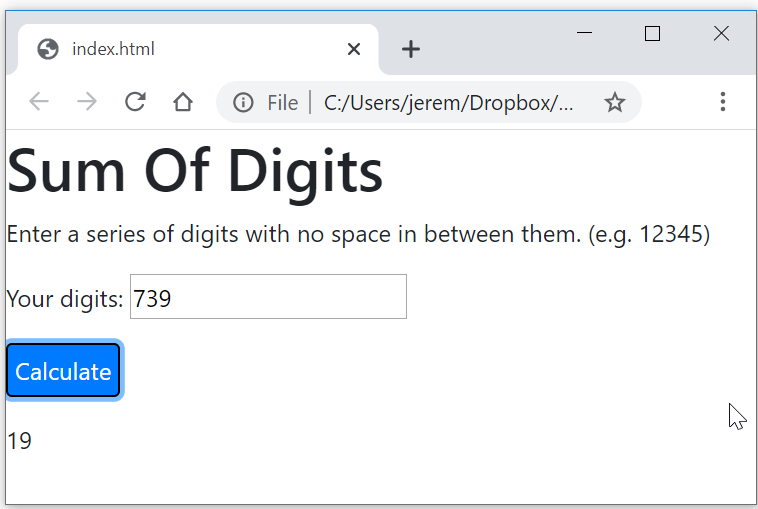 index.html
File | C:/Users/jerem/Dropbox/...
Sum Of Digits
Enter a series of digits with no space in between them. (e.g. 12345)
Your digits: 739
Calculate
19